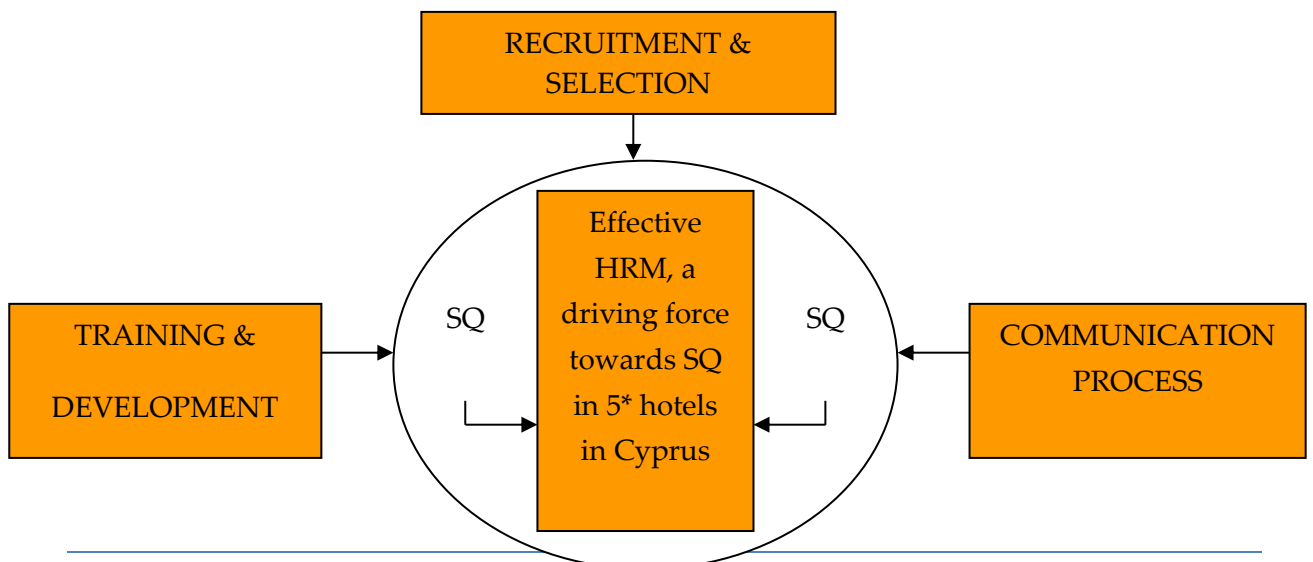 RECRUITMENT &
SELECTION
Effective
HRM, a
driving force
towards SQ
in 5* hotels
in Cyprus
SQ
SQ
TRAINING &
DEVELOPMENT
COMMUNICATION
PROCESS